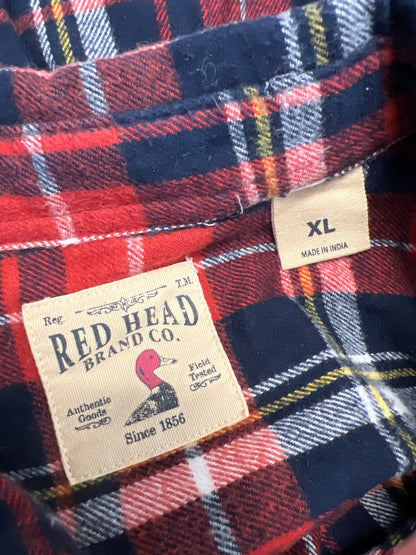 Reg. T.M.
RED HEAD
BRAND CO.
Authentic
Goods
Field
Tested
Since 1856
XL
MADE IN INDIA